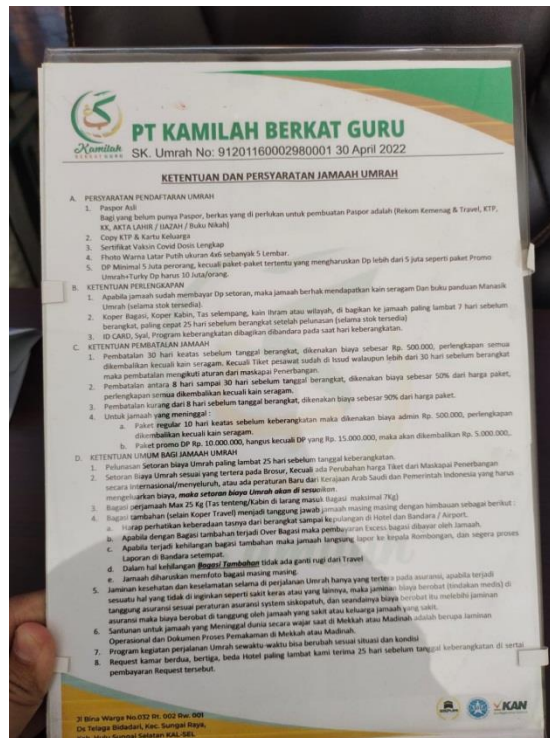 Kamilah
BERKAT GURU
PT KAMILAH BERKAT GURU
SK. Umrah No: 91201160002980001 30 April 2022
KETENTUAN DAN PERSYARATAN JAMAAH UMRAH
A. PERSYARATAN PENDAFTARAN UMRAH
1. Paspor Asli
Bagi yang belum punya Paspor, berkas yang di perlukan untuk pembuatan Paspor adalah (Rekom Kemenag & Travel, KTP,
KK, AKTA LAHIR / IJAZAH / Buku Nikah)
2. Copy KTP & Kartu Keluarga
3. Sertifikat Vaksin Covid Dosis Lengkap
4. Fhoto Warna Latar Putih ukuran 4x6 sebanyak 5 Lembar.
5. DP Minimal 5 Juta perorang, kecuali paket-paket tertentu yang mengharuskan Dp lebih dari 5 juta seperti paket Promo
Umrah+Turky Dp harus 10 Juta/orang.
B. KETENTUAN PERLENGKAPAN
1. Apabila jamaah sudah membayar Dp setoran, maka jamaah berhak mendapatkan kain seragam Dan buku panduan Manasik
Umrah (selama stok tersedia).
2. Koper Bagasi, Koper Kabin, Tas selempang, kain Ihram atau wilayah, di bagikan ke jamaah paling lambat 7 hari sebelum
berangkat, paling cepat 25 hari sebelum berangkat setelah pelunasan (selama stok tersedia)
3. ID CARD, Syal, Program keberangkatan dibagikan dibandara pada saat hari keberangkatan.
C. KETENTUAN PEMBATALAN JAMAAH
1. Pembatalan 30 hari keatas sebelum tanggal berangkat, dikenakan biaya sebesar Rp. 500.000, perlengkapan semua
dikembalikan kecuali kain seragam. Kecuali Tiket pesawat sudah di Issud walaupun lebih dari 30 hari sebelum berangkat
maka pembatalan mengikuti aturan dari maskapai Penerbangan.
2. Pembatalan antara 8 hari sampai 30 hari sebelum tanggal berangkat, dikenakan biaya sebesar 50% dari harga paket,
perlengkapan semua dikembalikan kecuali kain seragam.
3. Pembatalan kurang dari 8 hari sebelum tanggal berangkat, dikenakan biaya sebesar 90% dari harga paket.
4. Untuk jamaah yang meninggal :
a. Paket regular 10 hari keatas sebelum keberangkatan maka dikenakan biaya admin Rp. 500.000, perlengkapan
dikembalikan kecuali kain seragam.
b. Paket promo DP Rp. 10.000.000, hangus kecuali DP yang Rp. 15.000.000, maka akan dikembalikan Rp. 5.000.000,.
D. KETENTUAN UMUM BAGI JAMAAH UMRAH
1. Pelunasan Setoran biaya Umrah paling lambat 25 hari sebelum tanggal keberangkatan.
2. Setoran Biaya Umrah sesuai yang tertera pada Brosur, Kecuali ada Perubahan harga Tiket dari Maskapai Penerbangan
secara internasional/menyeluruh, atau ada peraturan Baru dari Kerajaan Arab Saudi dan Pemerintah Indonesia yang harus
mengeluarkan biaya, maka setoran biaya Umrah akan di sesuaikan.
3. Bagasi perjamaah Max 25 Kg (Tas tenteng/Kabin di larang masuk Bagasi maksimal 7Kg)
4. Bagasi tambahan (selain Koper Travel) menjadi tanggung jawab jamaah masing masing dengan himbauan sebagai berikut :
a. Harap perhatikan keberadaan tasnya dari berangkat sampai kepulangan di Hotel dan Bandara / Airport.
b. Apabila dengan Bagasi tambahan terjadi Over Bagasi maka pembayaran Excess bagasi dibayar oleh Jamaah.
c. Apabila terjadi kehilangan bagasi tambahan maka jamaah langsung lapor ke kepala Rombongan, dan segera proses
Laporan di Bandara setempat.
d. Dalam hal kehilangan Bagasi Tambahan tidak ada ganti rugi dari Travel
e. Jamaah diharuskan memfoto bagasi masing masing.
5. Jaminan kesehatan dan keselamatan selama di perjalanan Umrah hanya yang tertera pada asuransi, apabila terjadi
sesuatu hal yang tidak di inginkan seperti sakit keras atau yang lainnya, maka jaminan biaya berobat (tindakan medis) di
tanggung asuransi sesuai peraturan asuransi system siskopatuh, dan seandainya biaya berobat itu melebihi jaminan
asuransi maka biaya berobat di tanggung oleh jamaah yang sakit atau keluarga jamaah yang sakit.
6. Santunan untuk jamaah yang Meninggal dunia secara wajar saat di Mekkah atau Madinah adalah berupa Jaminan
Operasional dan Dokumen Proses Pemakaman di Mekkah atau Madinah.
7. Program kegiatan perjalanan Umrah sewaktu-waktu bisa berubah sesuai situasi dan kondisi
8. Request kamar berdua, bertiga, beda Hotel paling lambat kami terima 25 hari sebelum tanggal keberangkatan di sertai
pembayaran Request tersebut.
Jl Bina Warga No.032 Rt. 002 Rw. 001
Ds Telaga Bidadari, Kec. Sungai Raya,
Kab. Hulu Sungai Selatan KAL-SEL
KAN